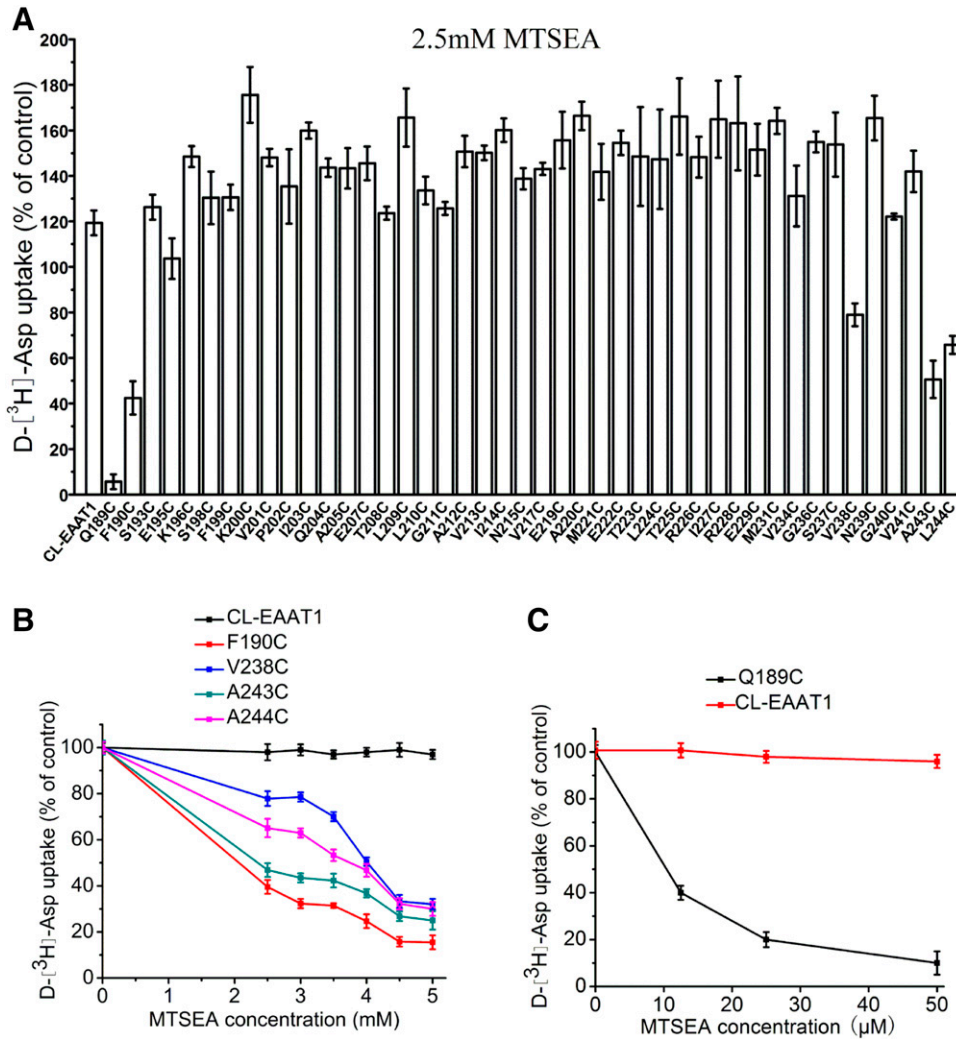 A
2.5mM MTSEA
D-[³H]-Asp uptake (% of control)
200
180
160
140
120
100
80
60
40
20
0
CL-EAAT1
Q189C
F190C
S193C
E195C
K196C
S198C
F199C
K200C
V201C
P202C
I203C
Q204C
A205C
E207C
T208C
L209C
L210C
G211C
A212C
V213C
I214C
N215C
V217C
E219C
A220C
M221C
E222C
T223C
L224C
T225C
R226C
I227C
R228C
E229C
M231C
V234C
G236C
S237C
V238C
N239C
G240C
V241C
A243C
L244C
B
CL-EAAT1
F190C
V238C
A243C
A244C
D-[³H]-Asp uptake (% of control)
100
80
60
40
20
0
0 1 2 3 4 5
MTSEA concentration (mM)
C
Q189C
CL-EAAT1
D-[³H]-Asp uptake (% of control)
100
80
60
40
20
0
0 10 20 30 40 50
MTSEA concentration (µM)